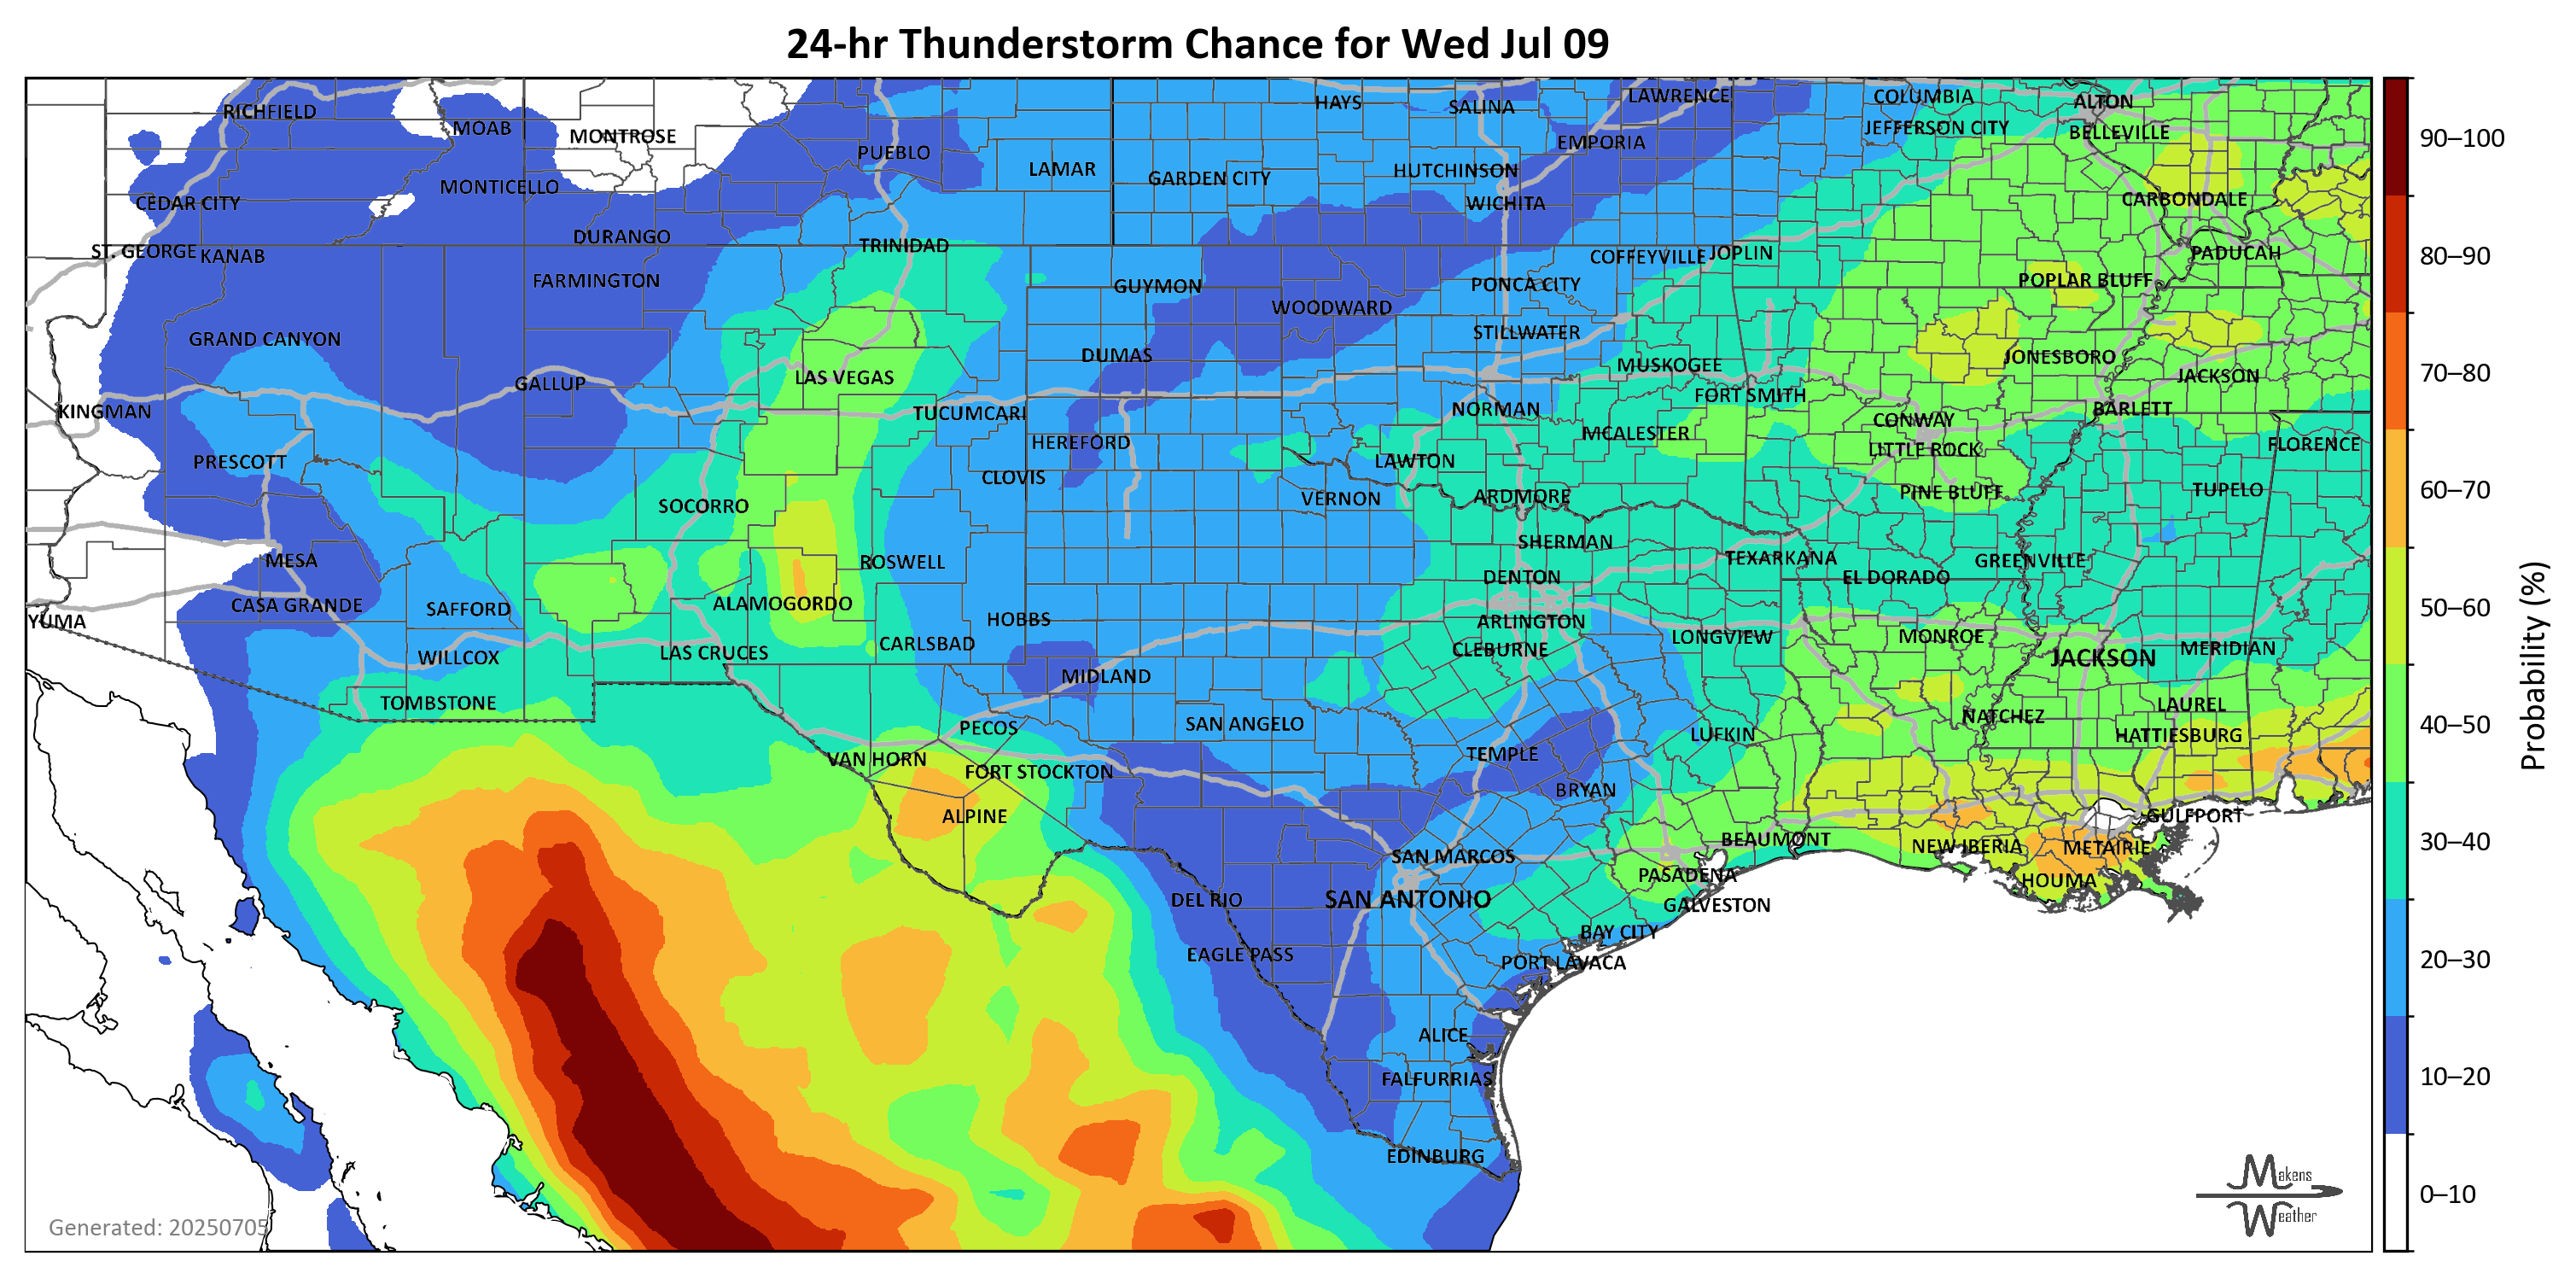 24-hr Thunderstorm Chance for Wed Jul 09
RICHFIELD
MOAB
MONTROSE
PUEBLO
LAMAR
HAYS
SALINA
LAWRENCE
COLUMBIA
ALTON
JEFFERSON CITY
BELLEVILLE
EMPORIA
GARDEN CITY
HUTCHINSON
MONTICELLO
CEDAR CITY
WICHITA
CARBONDALE
DURANGO
TRINIDAD
ST. GEORGE
KANAB
COFFEYVILLE
JOPLIN
PADUCAH
FARMINGTON
GUYMON
PONCA CITY
POPLAR BLUFF
WOODWARD
GRAND CANYON
STILLWATER
DUMAS
JONESBORO
MUSKOGEE
LAS VEGAS
GALLUP
JACKSON
FORT SMITH
KINGMAN
TUCUMCARI
NORMAN
BARLETT
CONWAY
HEREFORD
MCALESTER
LITTLE ROCK
FLORENCE
PRESCOTT
LAWTON
CLOVIS
SOCORRO
VERNON
ARDMORE
PINE BLUFF
TUPELO
SHERMAN
MESA
ROSWELL
TEXARKANA
GREENVILLE
DENTON
EL DORADO
CASA GRANDE
SAFFORD
ALAMOGORDO
YUMA
HOBBS
ARLINGTON
LONGVIEW
MONROE
CARLSBAD
CLEBURNE
WILLCOX
LAS CRUCES
JACKSON
MERIDIAN
MIDLAND
TOMBSTONE
PECOS
SAN ANGELO
NATCHEZ
LAUREL
LUFKIN
HATTIESBURG
VAN HORN
TEMPLE
FORT STOCKTON
BRYAN
ALPINE
GULFPORT
BEAUMONT
NEW IBERIA
METAIRIE
SAN MARCOS
PASADENA
HOUMA
DEL RIO
SAN ANTONIO
GALVESTON
BAY CITY
EAGLE PASS
PORT LAVACA
ALICE
FALFURRIAS
EDINBURG
Generated: 20250705
Makens
Weather
90–100
80–90
70–80
60–70
50–60
40–50
30–40
20–30
10–20
0–10
Probability (%)